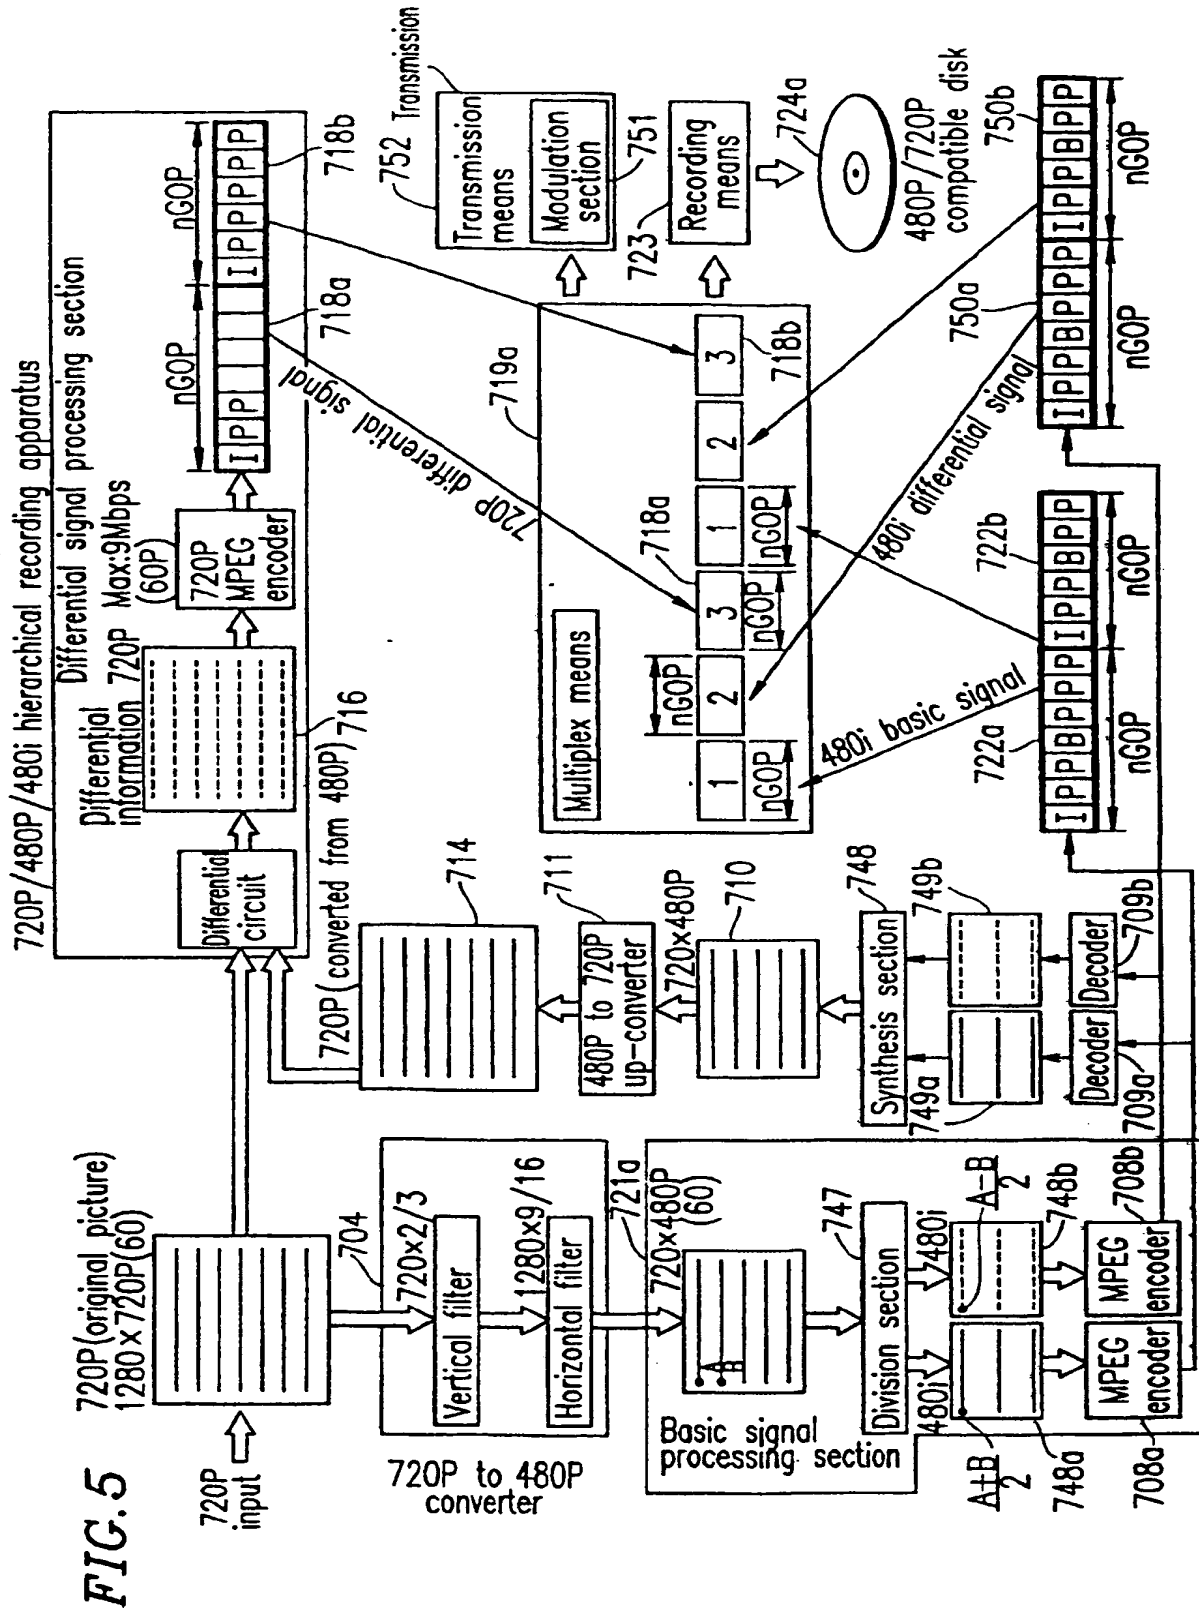 FIG. 5
720P/480P/480i hierarchical recording apparatus
Differential signal processing section
720P
input
720P(original picture)
1280×720P(60)
Differential
circuit
Differential
information
720P
716
Max:9Mbps
(60P)
720P
MPEG
encoder
nGOP
nGOP
I P P
I P P P P P
718a
718b
720P differential signal
704
720×2/3
Vertical filter
1280×9/16
Horizontal filter
720P to 480P
converter
720P(converted from 480P)
714
711
480P to 720P
up-converter
720×480P
710
748
Synthesis section
749a
749b
Decoder
Decoder
709a
709b
719a
Multiplex means
1
2
3
1
2
3
nGOP
nGOP
nGOP
nGOP
718a
718b
752
Transmission
Transmission
means
Modulation
section
751
723
Recording
means
724a
480P/720P
compatible disk
721a
720×480P
(60)
A
B
Basic signal
processing section
747
Division section
480i
480i
A+B
2
A-B
2
748a
748b
MPEG
encoder
MPEG
encoder
708a
708b
480i basic signal
480i differential signal
722a
722b
I P P B P P I P P B P P
nGOP
nGOP
750a
750b
I P P B P P I P P B P P
nGOP
nGOP